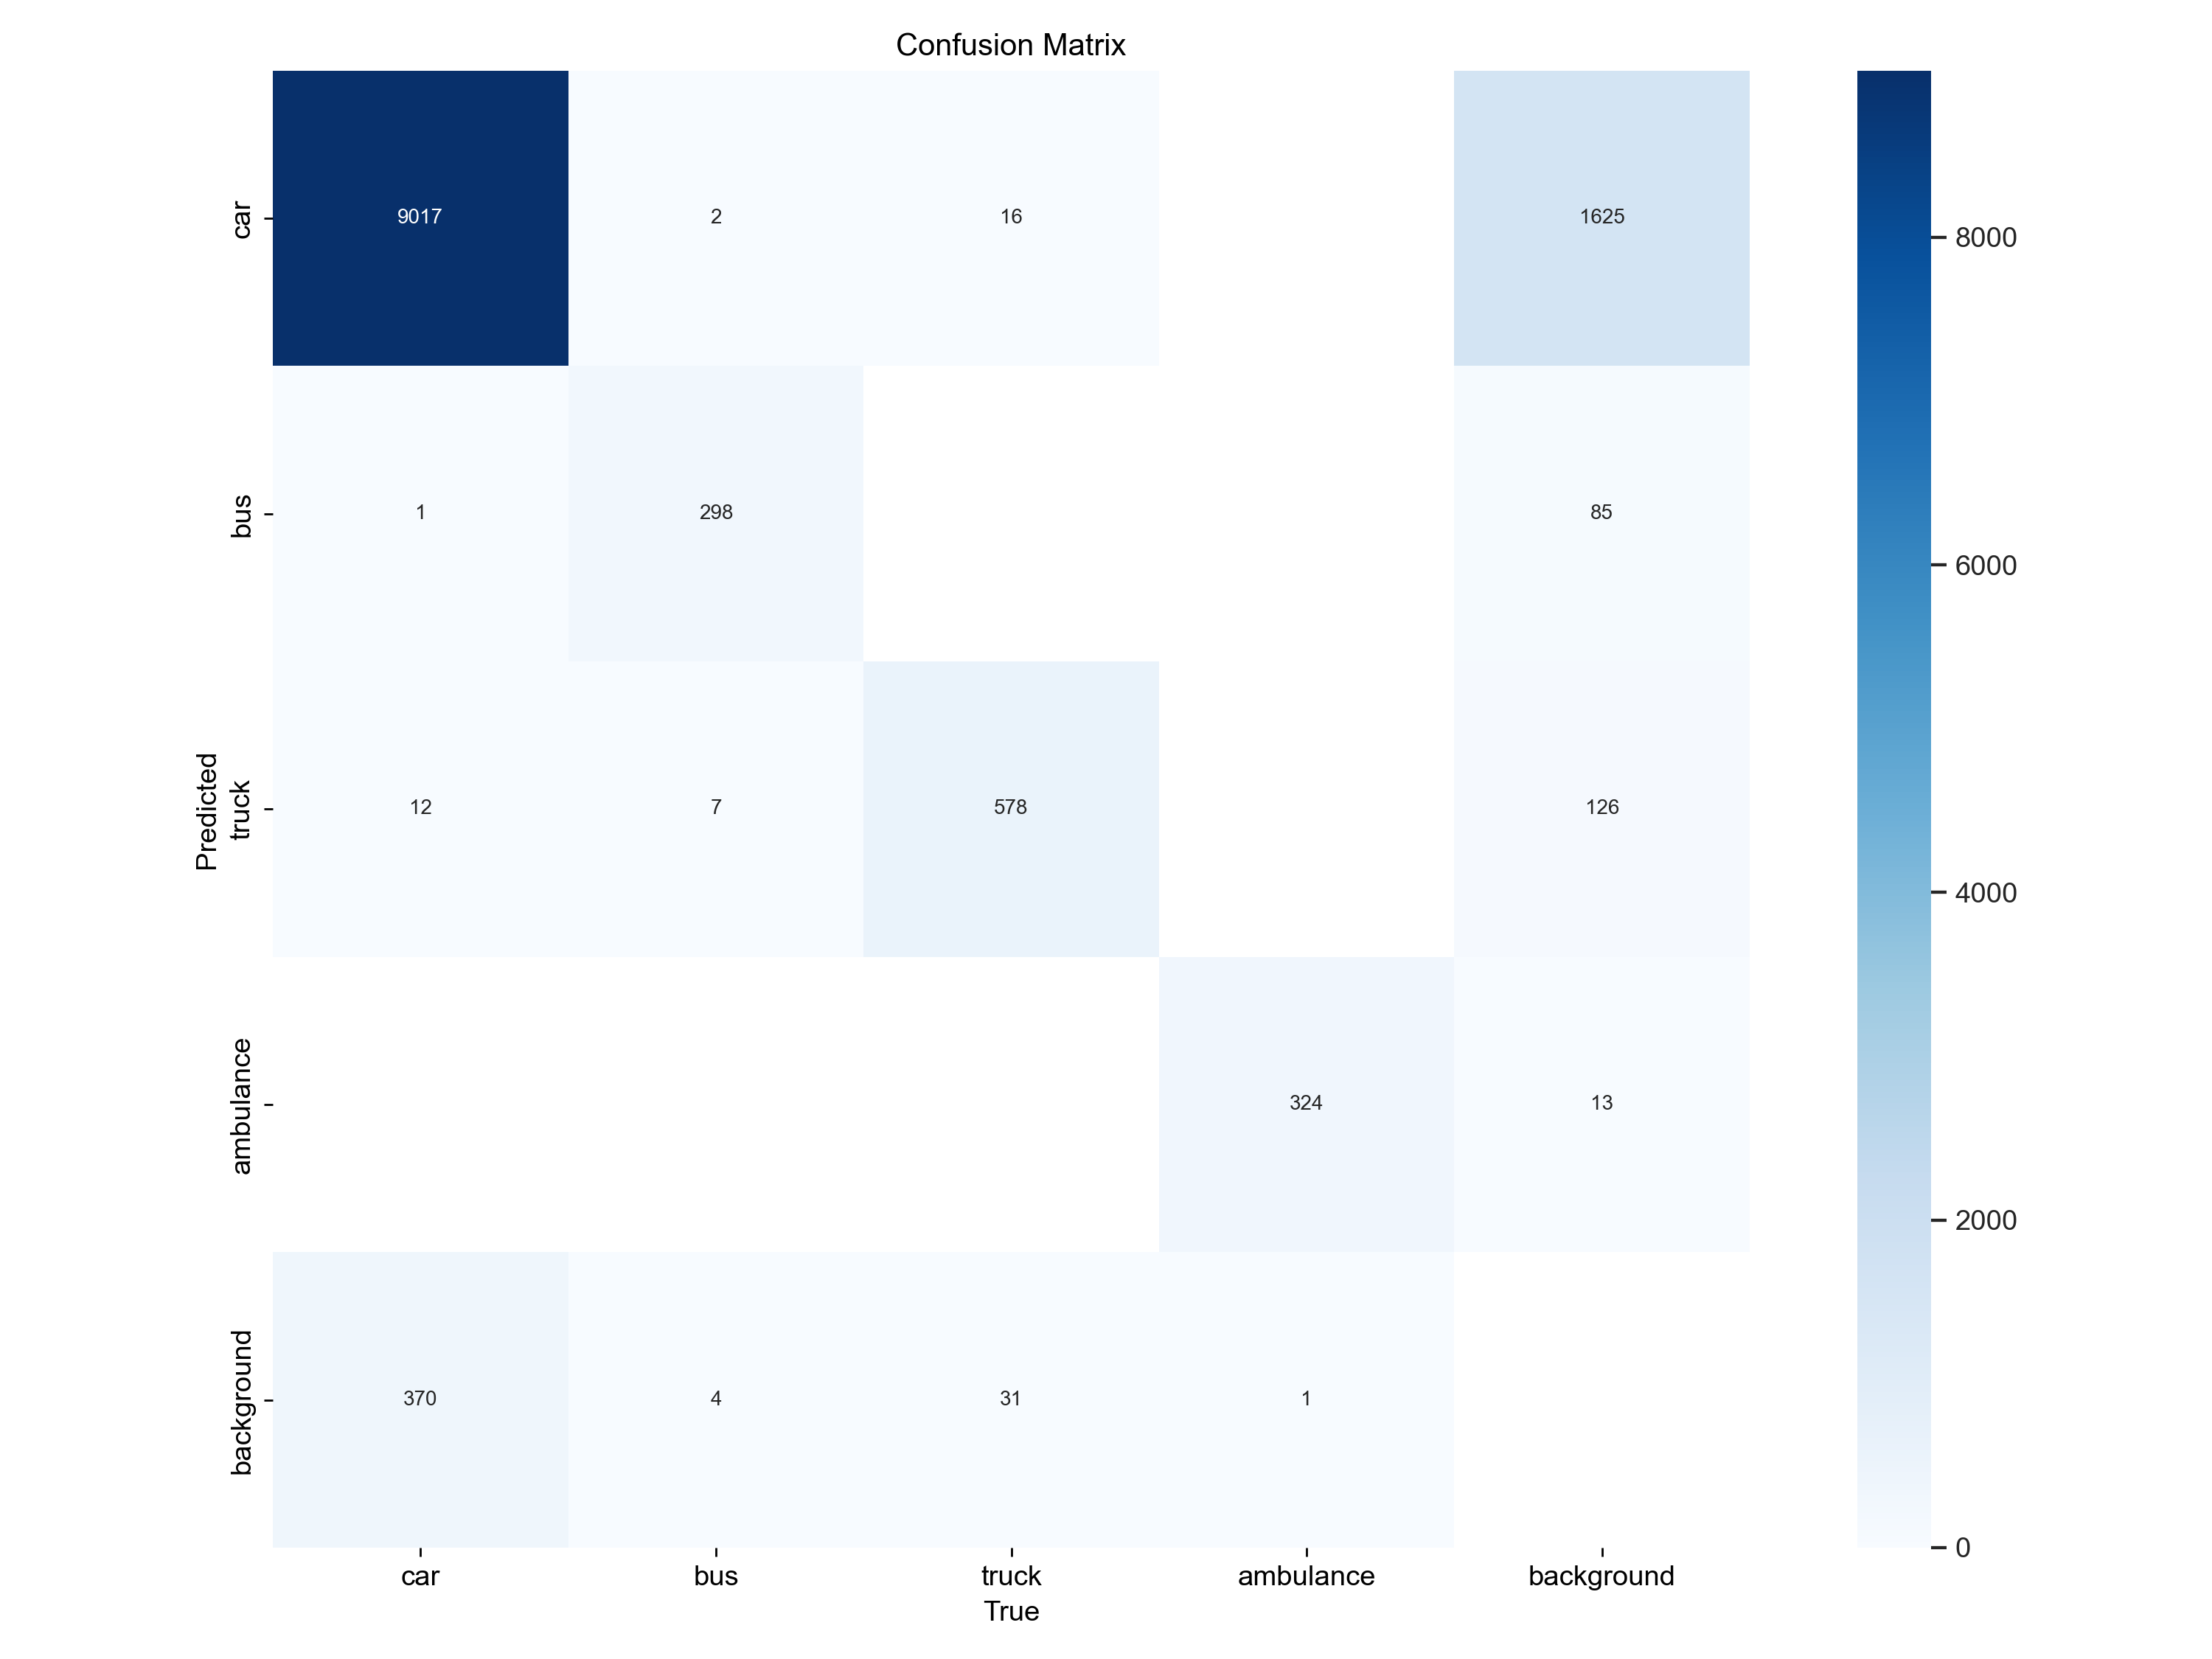 Confusion Matrix
car 9017 2 16 1625
bus 1 298 85
truck 12 7 578 126
ambulance 324 13
background 370 4 31 1
car bus truck ambulance background
True
Predicted
8000
6000
4000
2000
0